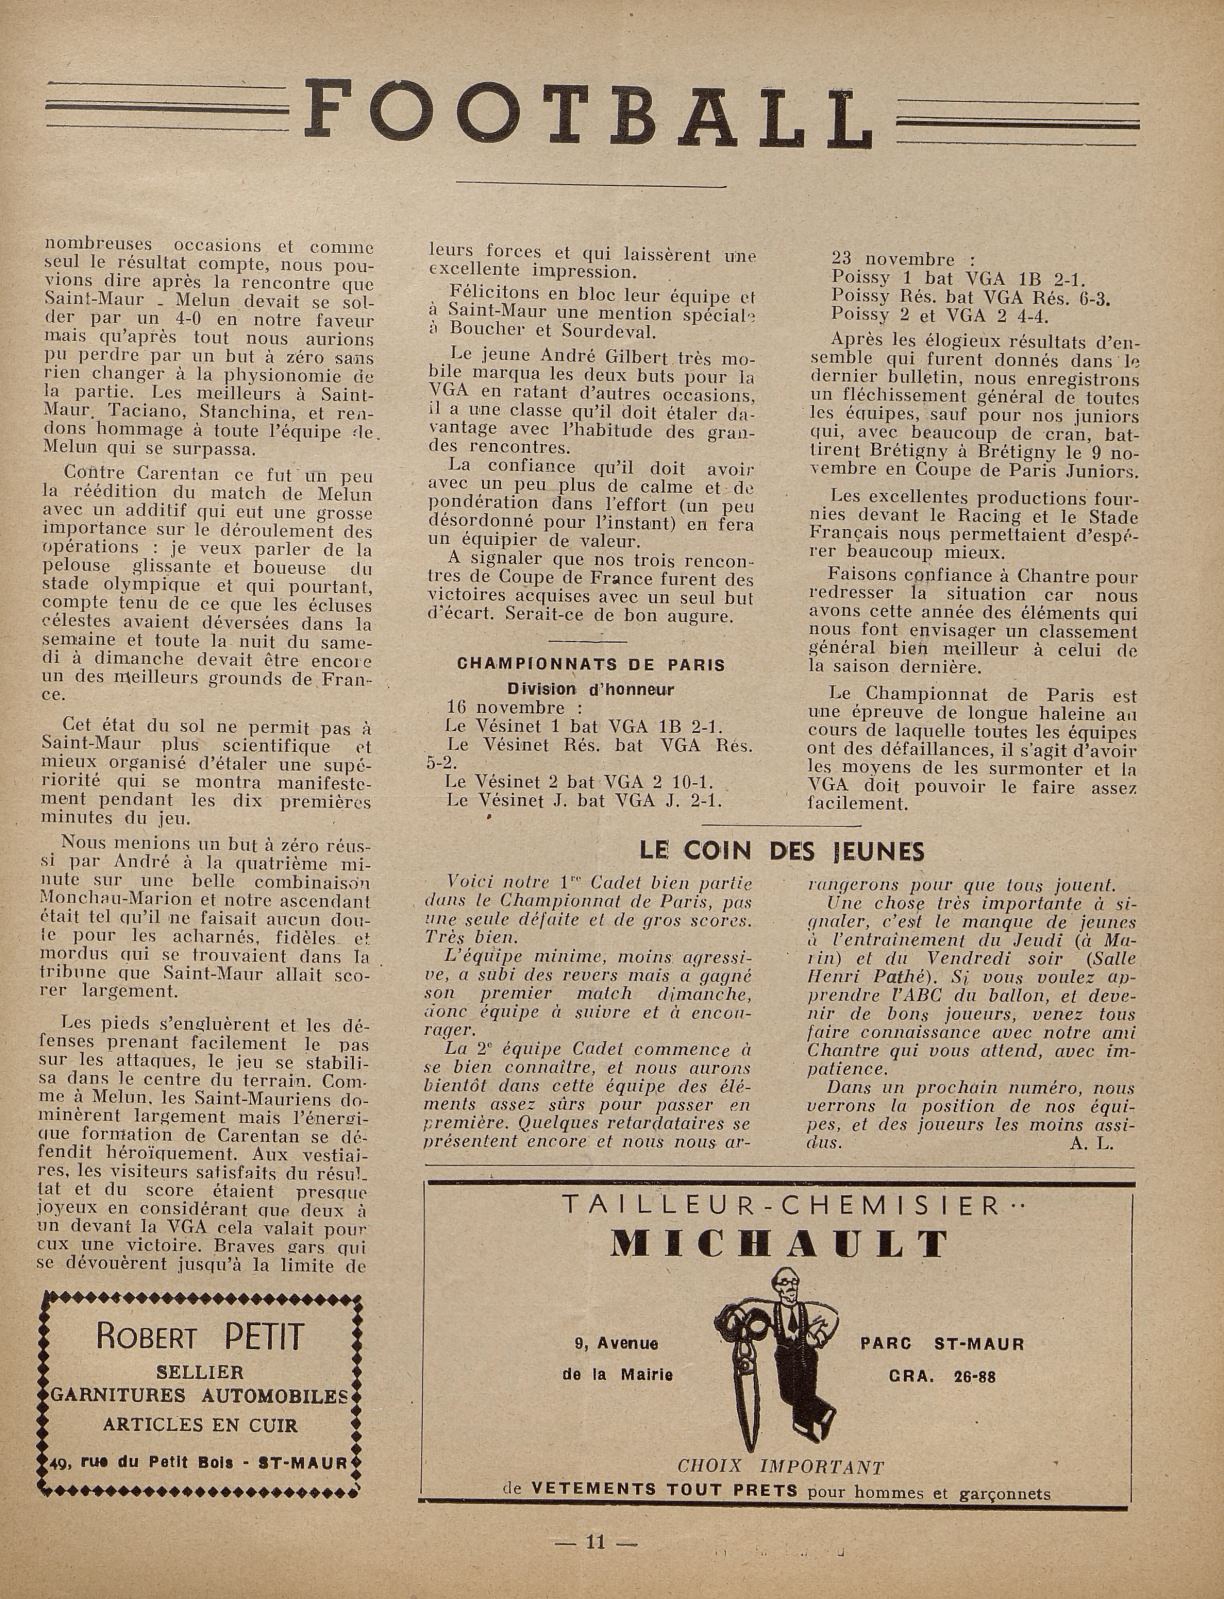 FOOTBALL
nombreuses occasions et comme
seul le résultat compte, nous pou-
vions dire après la rencontre que
Saint-Maur - Melun devait se sol-
der par un 4-0 en notre faveur
mais qu'après tout nous aurions
pu perdre par un but à zéro sans
rien changer à la physionomie de
la partie. Les meilleurs à Saint-
Maur, Taciano, Stanchina, et ren-
dons hommage à toute l'équipe de
Melun qui se surpassa.
Contre Carentan ce fut un peu
la réédition du match de Melun
avec un additif qui eut une grosse
importance sur le déroulement des
opérations : je veux parler de la
pelouse glissante et boueuse du
stade olympique et qui pourtant,
compte tenu de ce que les écluses
célestes avaient déversées dans la
semaine et toute la nuit du same-
di à dimanche devait être encore
un des meilleurs grounds de Fran-
ce.
Cet état du sol ne permit pas à
Saint-Maur plus scientifique et
mieux organisé d'étaler une supé-
riorité qui se montra manifeste-
ment pendant les dix premières
minutes du jeu.
Nous menions un but à zéro réus-
si par André à la quatrième mi-
nute sur une belle combinaison
Monchau-Marion et notre ascendant
était tel qu'il ne faisait aucun dou-
te pour les acharnés, fidèles et
mordus qui se trouvaient dans la
tribune que Saint-Maur allait sco-
rer largement.
Les pieds s'engluèrent et les dé-
fenses prenant facilement le pas
sur les attaques, le jeu se stabili-
sa dans le centre du terrain. Com-
me à Melun, les Saint-Mauriens do-
minèrent largement mais l'énergi-
que formation de Carentan se dé-
fendit héroïquement. Aux vestiai-
res, les visiteurs satisfaits du résul-
tat et du score étaient presque
joyeux en considérant que deux à
un devant la VGA cela valait pour
eux une victoire. Braves gars qui
se dévouèrent jusqu'à la limite de
ROBERT PETIT
SELLIER
GARNITURES AUTOMOBILES
ARTICLES EN CUIR
49, rue du Petit Bois - ST-MAUR
leurs forces et qui laissèrent une
excellente impression.
Félicitons en bloc leur équipe et
à Saint-Maur une mention spéciale
à Boucher et Sourdeval.
Le jeune André Gilbert très mo-
bile marqua les deux buts pour la
VGA en ratant d'autres occasions,
il a une classe qu'il doit étaler da-
vantage avec l'habitude des gran-
des rencontres.
La confiance qu'il doit avoir
avec un peu plus de calme et de
pondération dans l'effort (un peu
désordonné pour l'instant) en fera
un équipier de valeur.
A signaler que nos trois rencon-
tres de Coupe de France furent des
victoires acquises avec un seul but
d'écart. Serait-ce de bon augure.
CHAMPIONNATS DE PARIS
Division d'honneur
16 novembre :
Le Vésinet 1 bat VGA 1B 2-1.
Le Vésinet Rés. bat VGA Rés.
5-2.
Le Vésinet 2 bat VGA 2 10-1.
Le Vésinet J. bat VGA J. 2-1.
23 novembre :
Poissy 1 bat VGA 1B 2-1.
Poissy Rés. bat VGA Rés. 6-3.
Poissy 2 et VGA 2 4-4.
Après les élogieux résultats d'en-
semble qui furent donnés dans le
dernier bulletin, nous enregistrons
un fléchissement général de toutes
les équipes, sauf pour nos juniors
qui, avec beaucoup de cran, bat-
tirent Brétigny à Brétigny le 9 no-
vembre en Coupe de Paris Juniors.
Les excellentes productions four-
nies devant le Racing et le Stade
Français nous permettaient d'espé-
rer beaucoup mieux.
Faisons confiance à Chantre pour
redresser la situation car nous
avons cette année des éléments qui
nous font envisager un classement
général bien meilleur à celui de
la saison dernière.
Le Championnat de Paris est
une épreuve de longue haleine au
cours de laquelle toutes les équipes
ont des défaillances, il s'agit d'avoir
les moyens de les surmonter et la
VGA doit pouvoir le faire assez
facilement.
LE COIN DES JEUNES
Voici notre 1re Cadet bien partie
dans le Championnat de Paris, pas
une seule défaite et de gros scores.
Très bien.
L'équipe minime, moins agressi-
ve, a subi des revers mais a gagné
son premier match dimanche,
donc équipe à suivre et à encou-
rager.
La 2e équipe Cadet commence à
se bien connaître, et nous aurons
bientôt dans cette équipe des élé-
ments assez sûrs pour passer en
première. Quelques retardataires se
présentent encore et nous nous ar-
rangerons pour que tous jouent.
Une chose très importante à si-
gnaler, c'est le manque de jeunes
à l'entrainement du Jeudi (à Ma-
rin) et du Vendredi soir (Salle
Henri Pathé). Si vous voulez ap-
prendre l'ABC du ballon, et deve-
nir de bons joueurs, venez tous
faire connaissance avec notre ami
Chantre qui vous attend, avec im-
patience.
Dans un prochain numéro, nous
verrons la position de nos équi-
pes, et des joueurs les moins assi-
dus. A. L.
TAILLEUR-CHEMISIER
MICHAULT
9, Avenue
de la Mairie
PARC ST-MAUR
GRA. 26-88
CHOIX IMPORTANT
de VETEMENTS TOUT PRETS pour hommes et garçonnets
— 11 —